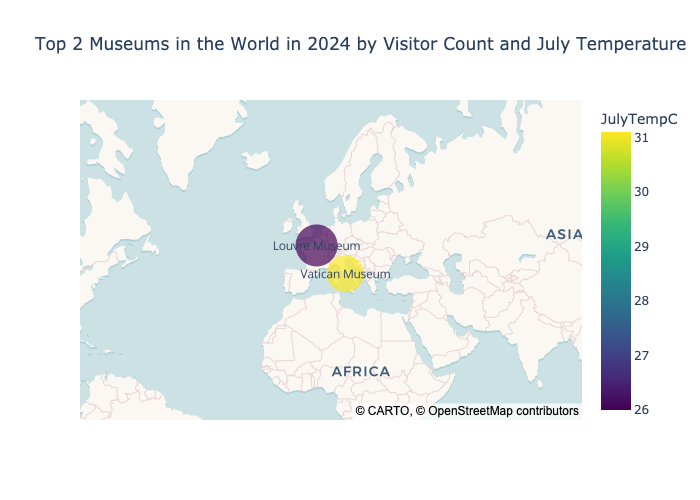 Top 2 Museums in the World in 2024 by Visitor Count and July Temperature
JulyTempC
31
30
29
28
27
26
ASIA
Louvre Museum
Vatican Museum
AFRICA
© CARTO, © OpenStreetMap contributors